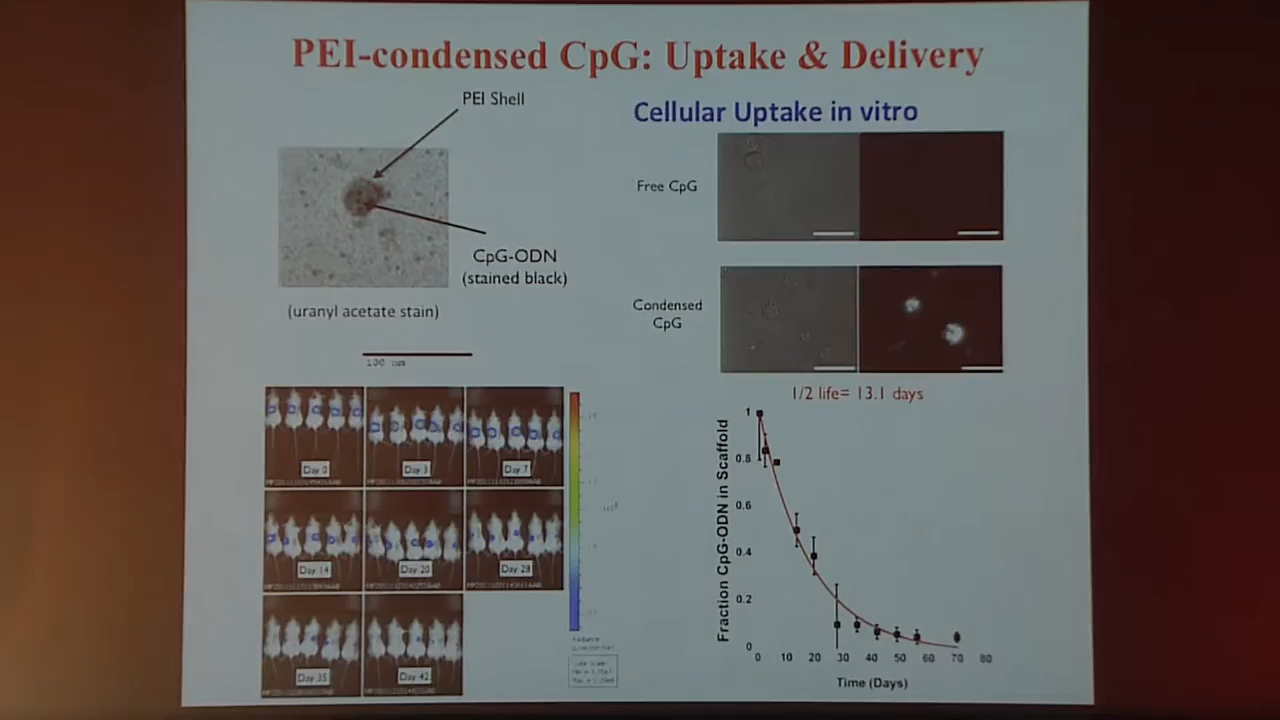 PEI-condensed CpG: Uptake & Delivery
PEI Shell
CpG-ODN
(stained black)
(uranyl acetate stain)
Cellular Uptake in vitro
Free CpG
Condensed
CpG
Day 0
Day 3
Day 7
Day 14
Day 20
Day 28
Day 35
Day 42
1/2 life= 13.1 days
Fraction CpG-ODN in Scaffold
1
0.8
0.6
0.4
0.2
0
0 10 20 30 40 50 60 70 80
Time (Days)